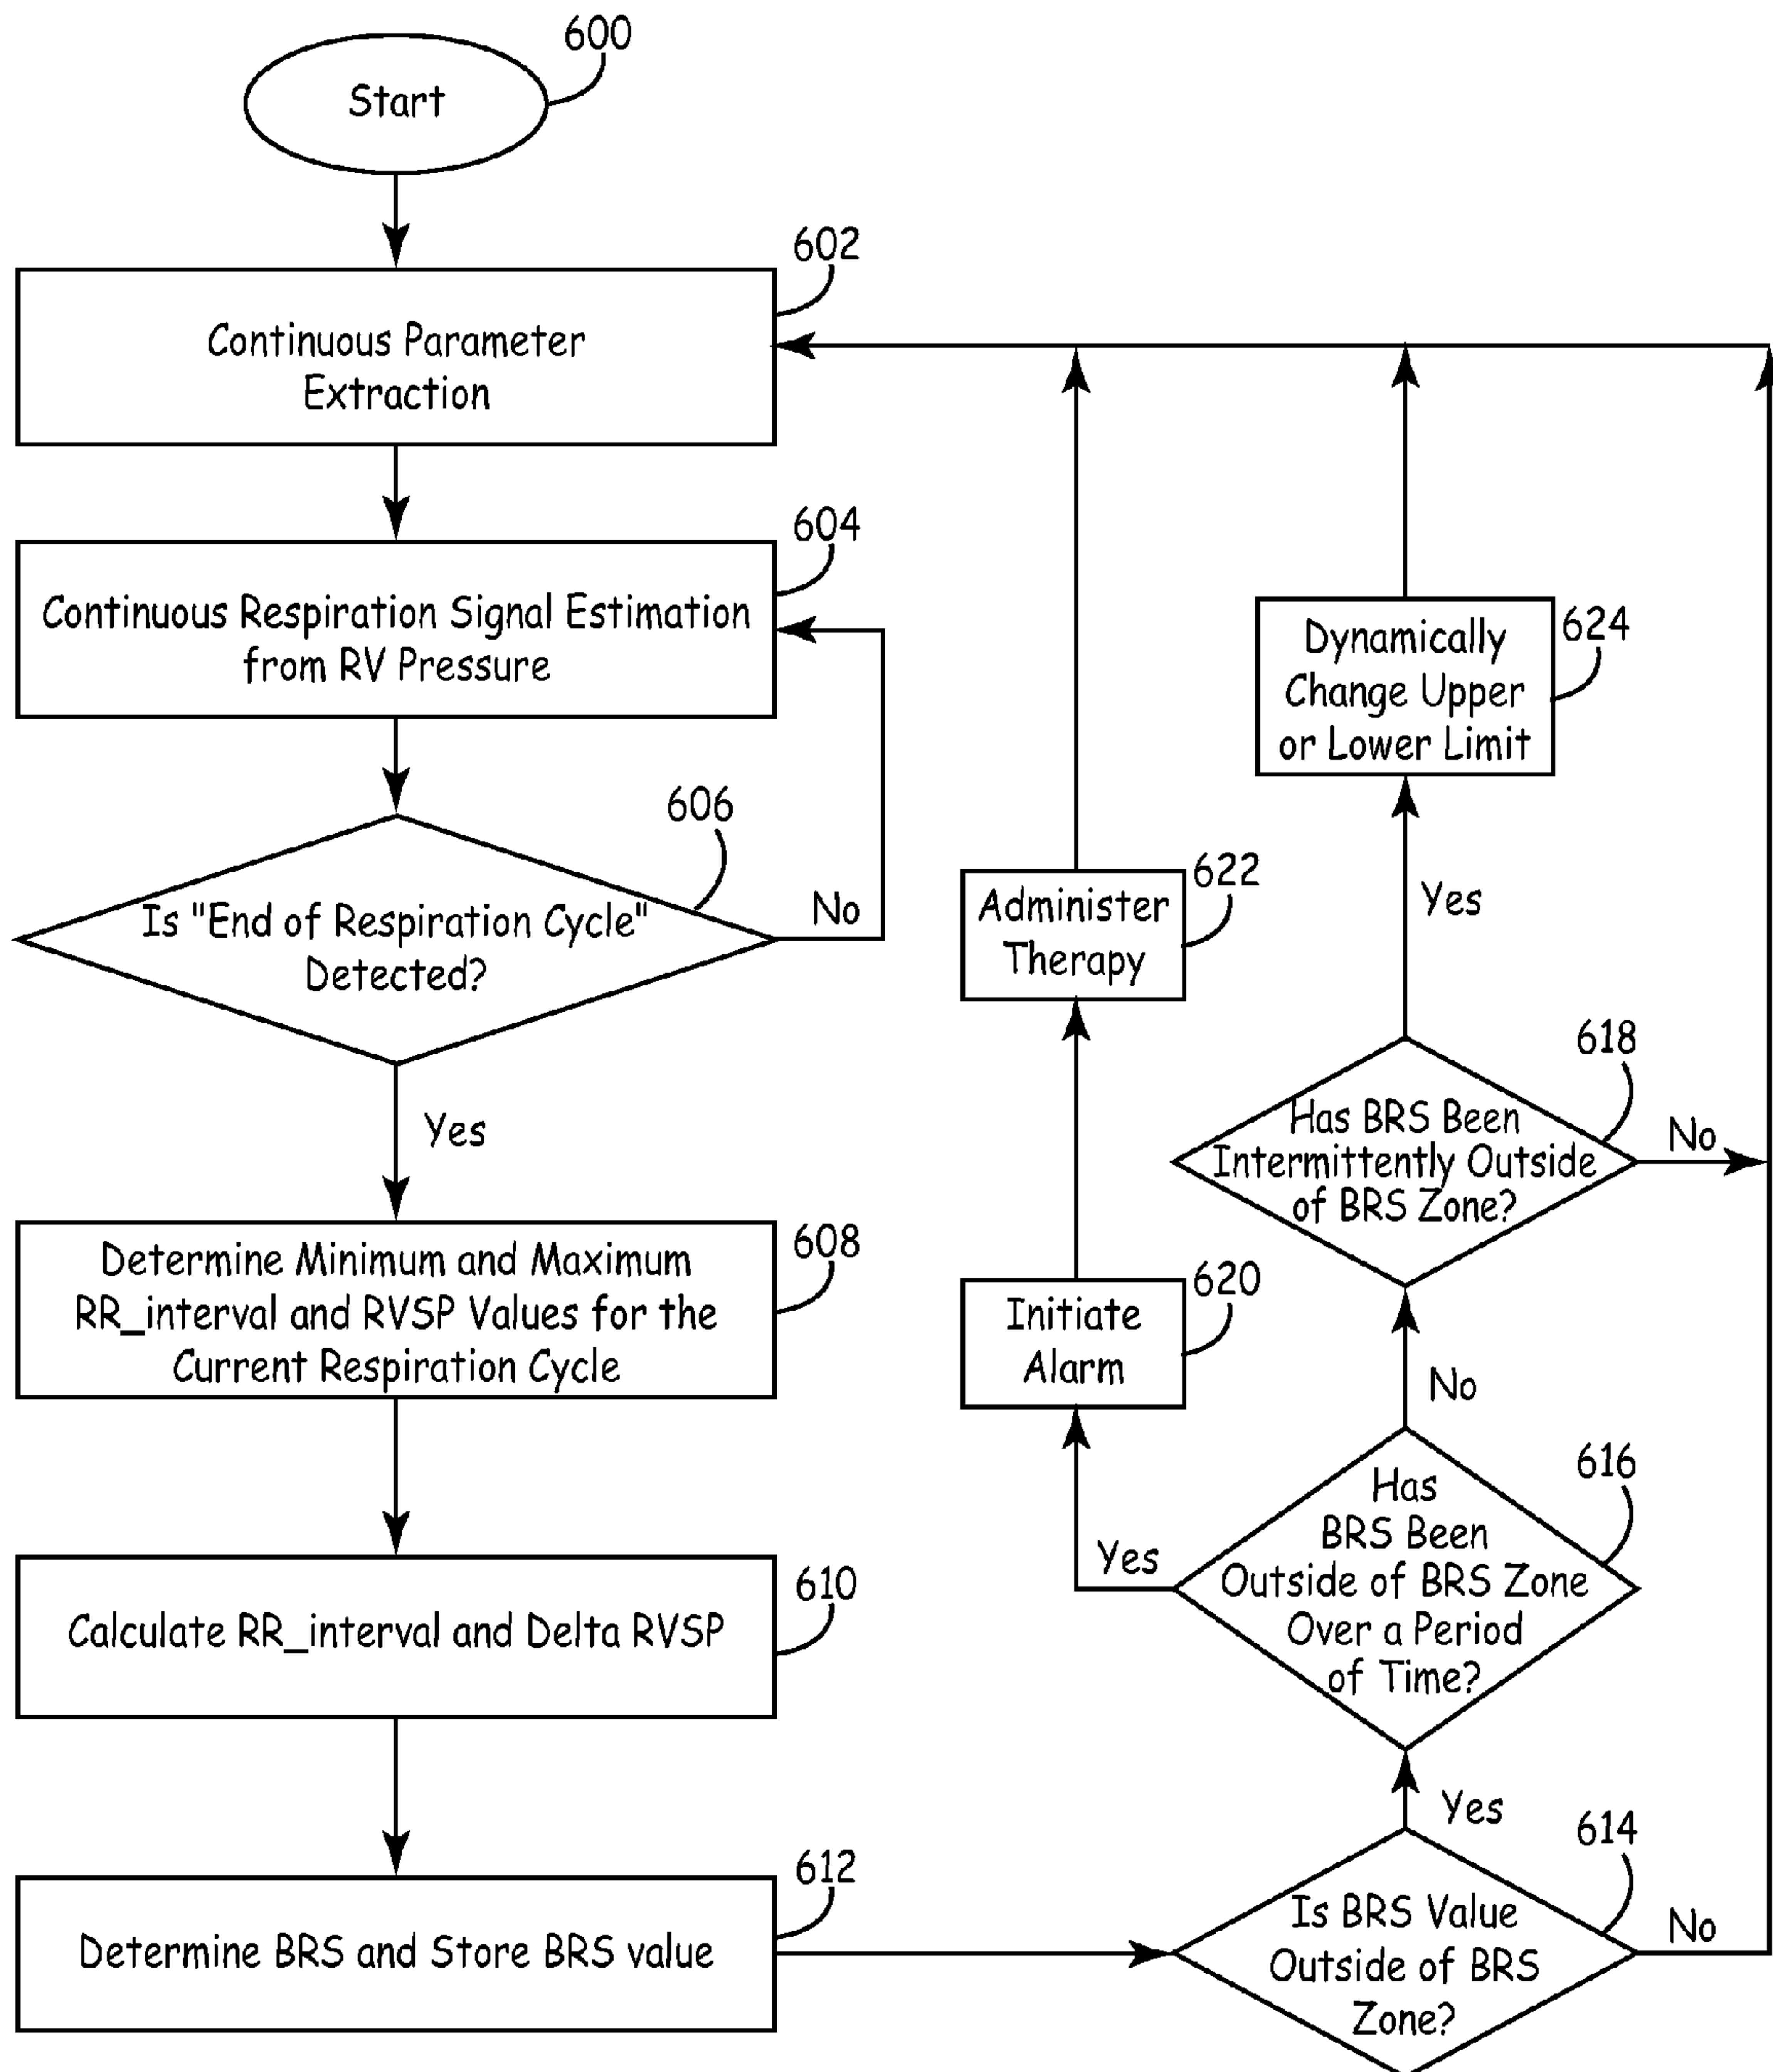 600
Start
602
Continuous Parameter
Extraction
604
Continuous Respiration Signal Estimation
from RV Pressure
606
Is "End of Respiration Cycle"
Detected?
No
Yes
608
Determine Minimum and Maximum
RR_interval and RVSP Values for the
Current Respiration Cycle
610
Calculate RR_interval and Delta RVSP
612
Determine BRS and Store BRS value
614
Is BRS Value
Outside of BRS
Zone?
No
Yes
616
Has
BRS Been
Outside of BRS Zone
Over a Period
of Time?
Yes
No
618
Has BRS Been
Intermittently Outside
of BRS Zone?
No
Yes
620
Initiate
Alarm
622
Administer
Therapy
624
Dynamically
Change Upper
or Lower Limit